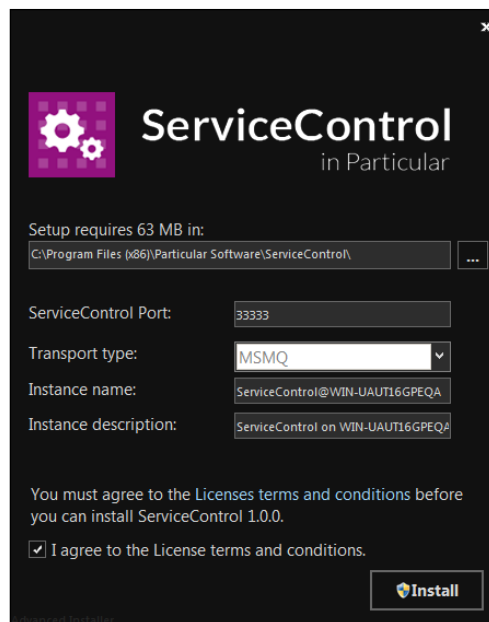 x
ServiceControl
in Particular
Setup requires 63 MB in:
C:\Program Files (x86)\Particular Software\ServiceControl\
...
ServiceControl Port:
33333
Transport type:
MSMQ
Instance name:
ServiceControl@WIN-UAUT16GPEQA
Instance description:
ServiceControl on WIN-UAUT16GPEQA
You must agree to the Licenses terms and conditions before
you can install ServiceControl 1.0.0.
I agree to the License terms and conditions.
Install
Advanced Installer